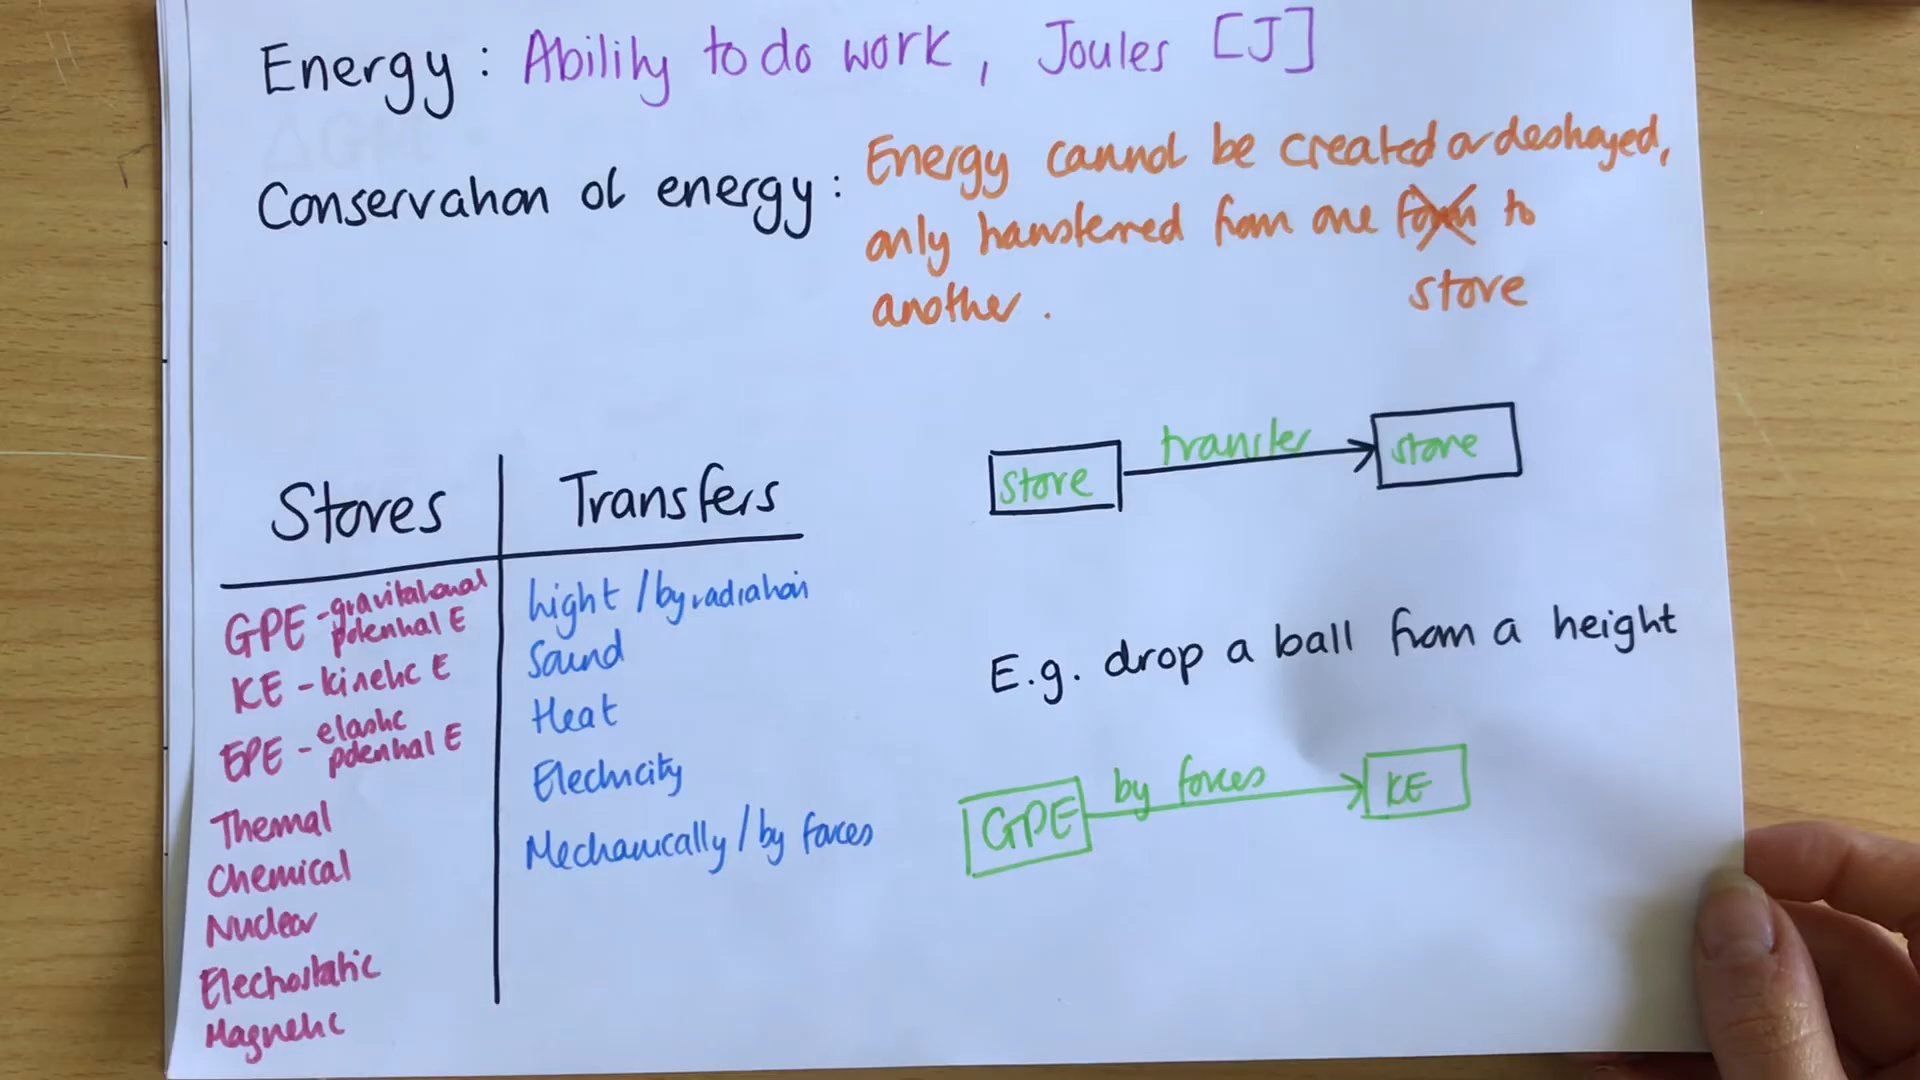 Energy : Ability to do work , Joules [J]
Conservation of energy : Energy cannot be created or destroyed,
only transferred from one form to
another . store
Stores | Transfers
GPE - gravitational potential E
KE - kinetic E
EPE - elastic potential E
Thermal
Chemical
Nuclear
Electrostatic
Magnetic
Light / by radiation
Sound
Heat
Electricity
Mechanically / by forces
store transfer store
E.g. drop a ball from a height
GPE by forces KE